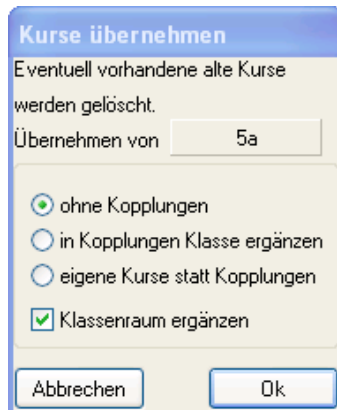 Kurse übernehmen
Eventuell vorhandene alte Kurse
werden gelöscht.
Übernehmen von 5a
ohne Kopplungen
in Kopplungen Klasse ergänzen
eigene Kurse statt Kopplungen
Klassenraum ergänzen
Abbrechen Ok